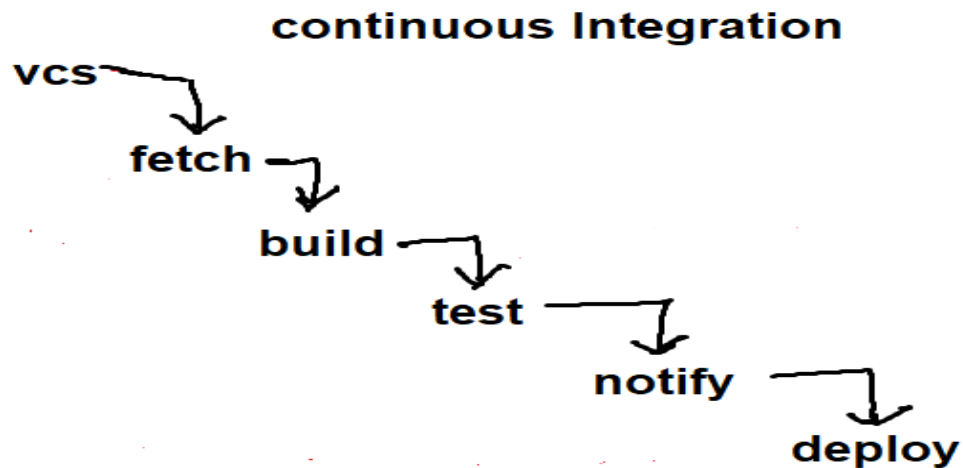 continuous Integration
vcs
fetch
build
test
notify
deploy